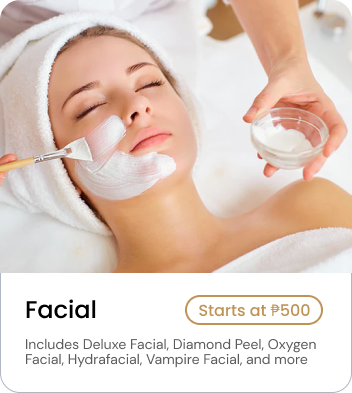 Facial
Starts at ₱500
Includes Deluxe Facial, Diamond Peel, Oxygen
Facial, Hydrafacial, Vampire Facial, and more